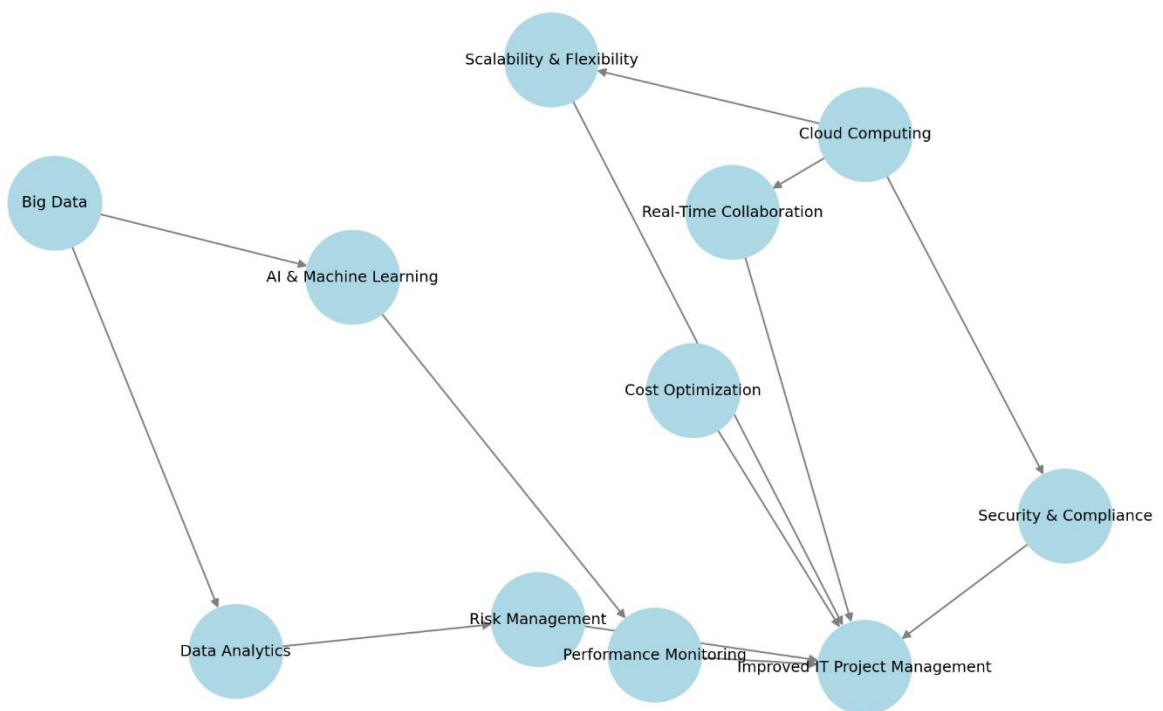 Scalability & Flexibility
Cloud Computing
Big Data
Real-Time Collaboration
AI & Machine Learning
Cost Optimization
Security & Compliance
Risk Management
Data Analytics
Performance Monitoring
Improved IT Project Management